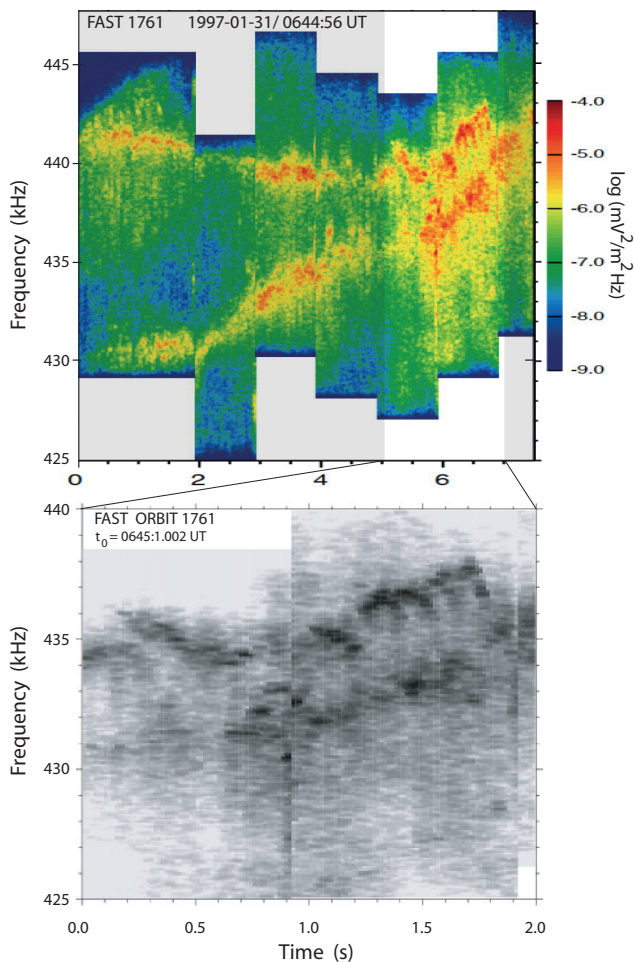 FAST 1761 1997-01-31/ 0644:56 UT
445
440
435
430
425
Frequency (kHz)
0 2 4 6
-4.0
-5.0
-6.0
-7.0
-8.0
-9.0
log (mV²/m² Hz)
FAST ORBIT 1761
t₀ = 0645:1.002 UT
440
435
430
425
Frequency (kHz)
0.0 0.5 1.0 1.5 2.0
Time (s)